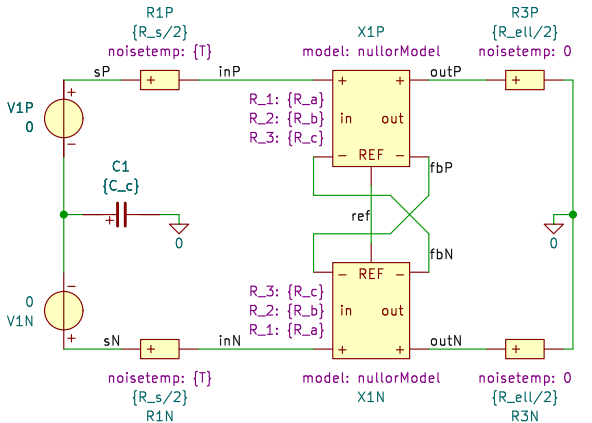 R1P
{R_s/2}
noisetemp: {T}
X1P
model: nullorModel
R3P
{R_ell/2}
noisetemp: 0
sP
inP
outP
V1P
0
+
-
+
R_1: {R_a}
R_2: {R_b}
R_3: {R_c}
+ +
in out
- REF -
+
fbP
C1
{C_c}
+
0
ref
0
fbN
0
V1N
-
+
R_3: {R_c}
R_2: {R_b}
R_1: {R_a}
- REF -
in out
+ +
sN
inN
outN
+
+
noisetemp: {T}
{R_s/2}
R1N
model: nullorModel
X1N
noisetemp: 0
{R_ell/2}
R3N